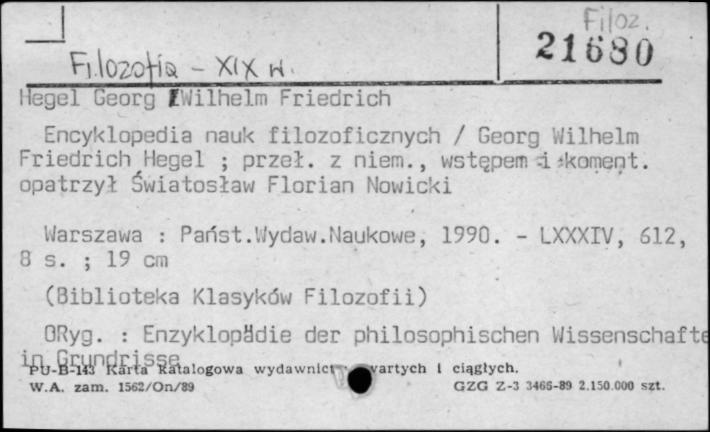 Filoz.
21680
Filozofia - XIX w.
Hegel Georg Wilhelm Friedrich
Encyklopedia nauk filozoficznych / Georg Wilhelm
Friedrich Hegel ; przeł. z niem., wstępem i koment.
opatrzył Światosław Florian Nowicki
Warszawa : Państ.Wydaw.Naukowe, 1990. - LXXXIV, 612,
8 s. ; 19 cm
(Biblioteka Klasyków Filozofii)
ORyg. : Enzyklopädie der philosophischen Wissenschafte
in Grundrisse
PU-B-143 Karta katalogowa wydawnict wartych i ciągłych.
W.A. zam. 1562/On/89 GZG Z-3 3466-89 2.150.000 szt.